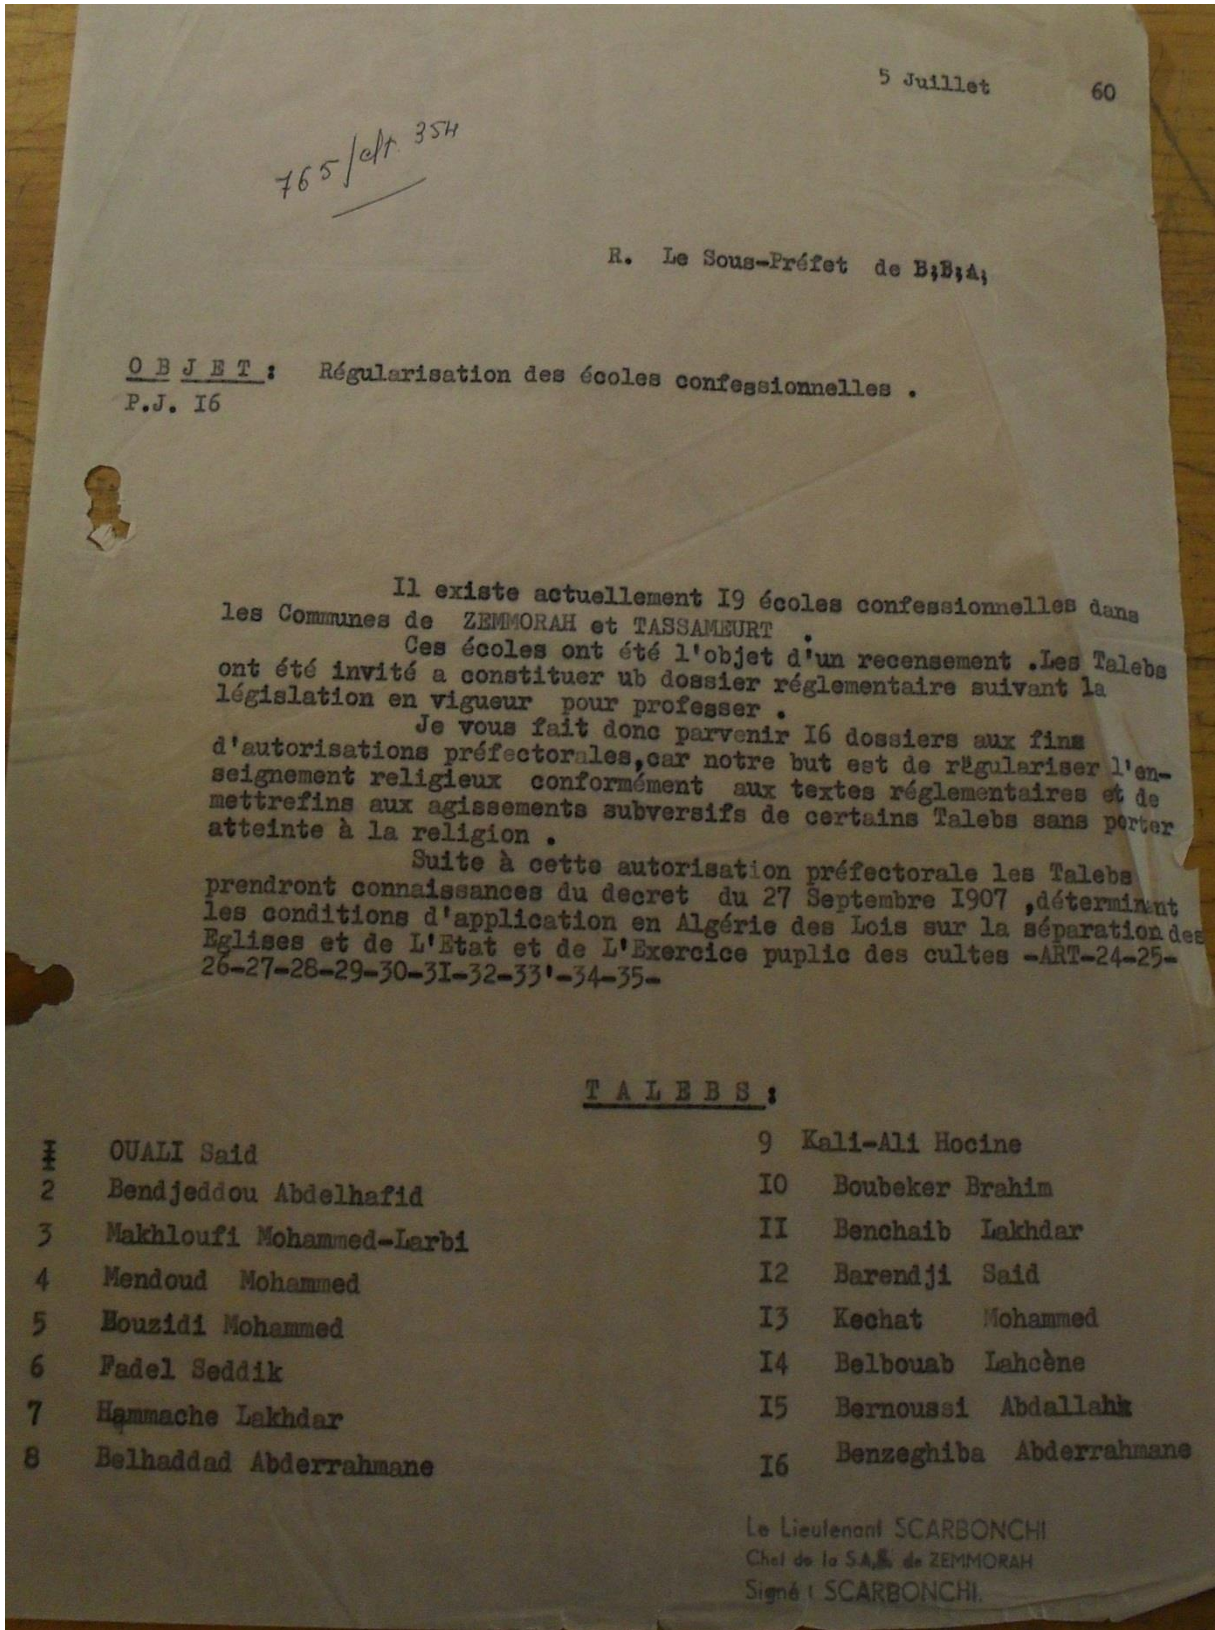 5 Juillet 60
765/clt. 354
R. Le Sous-Préfet de B;B;A;
O B J E T : Régularisation des écoles confessionnelles .
P.J. I6
Il existe actuellement I9 écoles confessionnelles dans
les Communes de ZEMMORAH et TASSAMEURT .
Ces écoles ont été l'objet d'un recensement .Les Talebs
ont été invité a constituer ub dossier réglementaire suivant la
législation en vigueur pour professer .
Je vous fait donc parvenir I6 dossiers aux fins
d'autorisations préfectorales,car notre but est de régulariser l'en-
seignement religieux conformément aux textes réglementaires et de
mettrefins aux agissements subversifs de certains Talebs sans porter
atteinte à la religion .
Suite à cette autorisation préfectorale les Talebs
prendront connaissances du decret du 27 Septembre I907 ,déterminant
les conditions d'application en Algérie des Lois sur la séparation des
Eglises et de L'Etat et de L'Exercice puplic des cultes -ART-24-25-
26-27-28-29-30-3I-32-33'-34-35-
T A L E B S :
I OUALI Said
2 Bendjeddou Abdelhafid
3 Makhloufi Mohammed-Larbi
4 Mendoud Mohammed
5 Bouzidi Mohammed
6 Fadel Seddik
7 Hammache Lakhdar
8 Belhaddad Abderrahmane
9 Kali-Ali Hocine
I0 Boubeker Brahim
II Benchaib Lakhdar
I2 Barendji Said
I3 Kechat Mohammed
I4 Belbouab Lahcène
I5 Bernoussi Abdallah
I6 Benzeghiba Abderrahmane
Le Lieutenant SCARBONCHI
Chef de la S.A.S. de ZEMMORAH
Signé : SCARBONCHI.